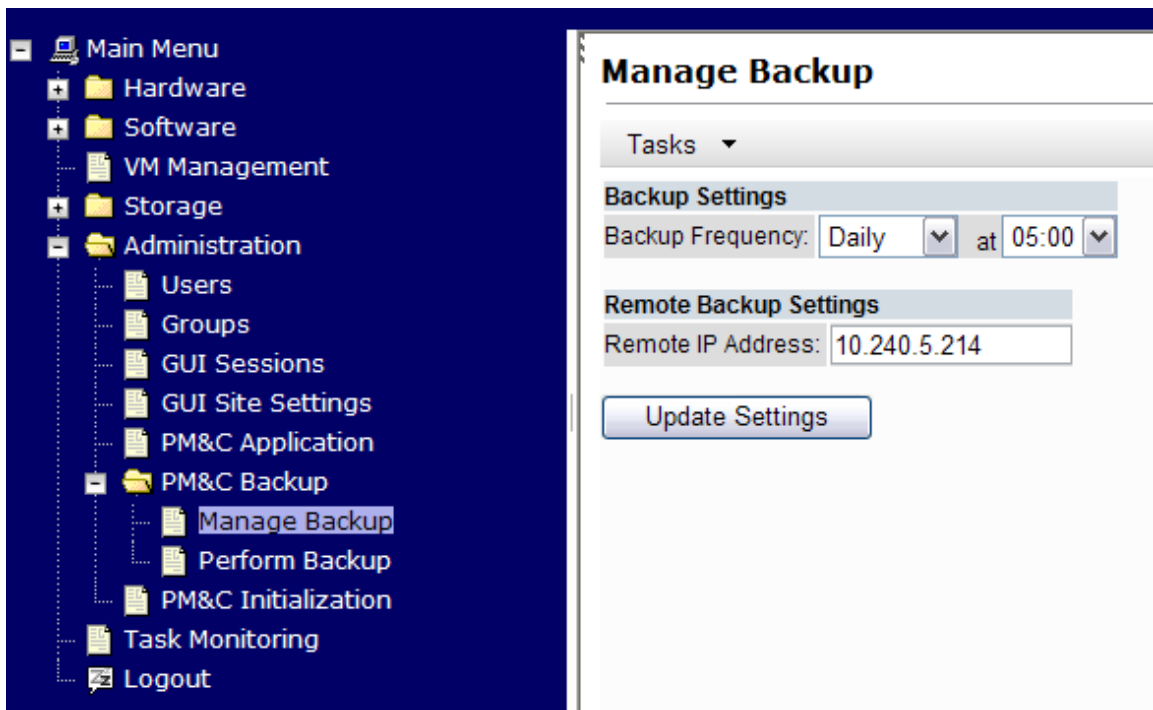 Main Menu
Hardware
Software
VM Management
Storage
Administration
Users
Groups
GUI Sessions
GUI Site Settings
PM&C Application
PM&C Backup
Manage Backup
Perform Backup
PM&C Initialization
Task Monitoring
Logout
Manage Backup
Tasks
Backup Settings
Backup Frequency: Daily at 05:00
Remote Backup Settings
Remote IP Address: 10.240.5.214
Update Settings